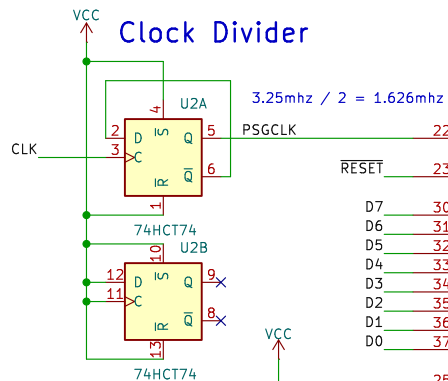 VCC
Clock Divider
4
U2A
3.25mhz / 2 = 1.626mhz
S
2
D
Q
5
PSGCLK
22
CLK
3
C
Q
6
RESET
23
R
1
D7
30
74HCT74
D6
31
U2B
10
D5
32
S
D4
33
12
D
Q
9
D3
34
11
C
D2
35
Q
8
D1
36
R
VCC
D0
37
13
74HCT74
25